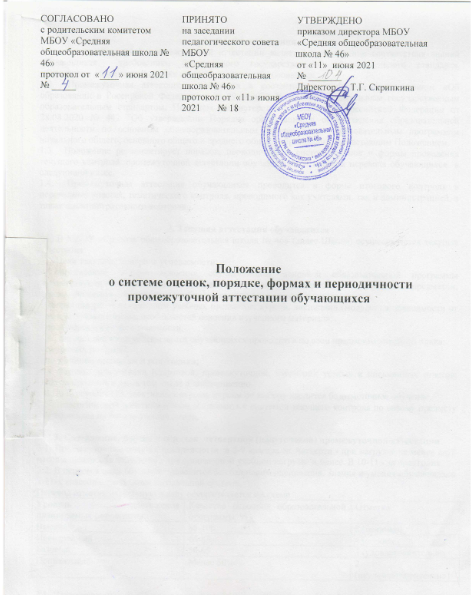 СОГЛАСОВАНО
с родительским комитетом
МБОУ «Средняя
общеобразовательная школа №
46»
протокол от «11» июня 2021
№ 4
ПРИНЯТО
на заседании
педагогического совета
МБОУ
«Средняя
общеобразовательная
школа № 46»
протокол от «11» июня
2021 № 18
УТВЕРЖДЕНО
приказом директора МБОУ
«Средняя общеобразовательная
школа № 46»
от «11» июня 2021
№
Директор Т.Г. Скрипкина
МБОУ
«Средняя
общеобразовательная
школа № 46»
Положение
о системе оценок, порядке, формах и периодичности
промежуточной аттестации обучающихся